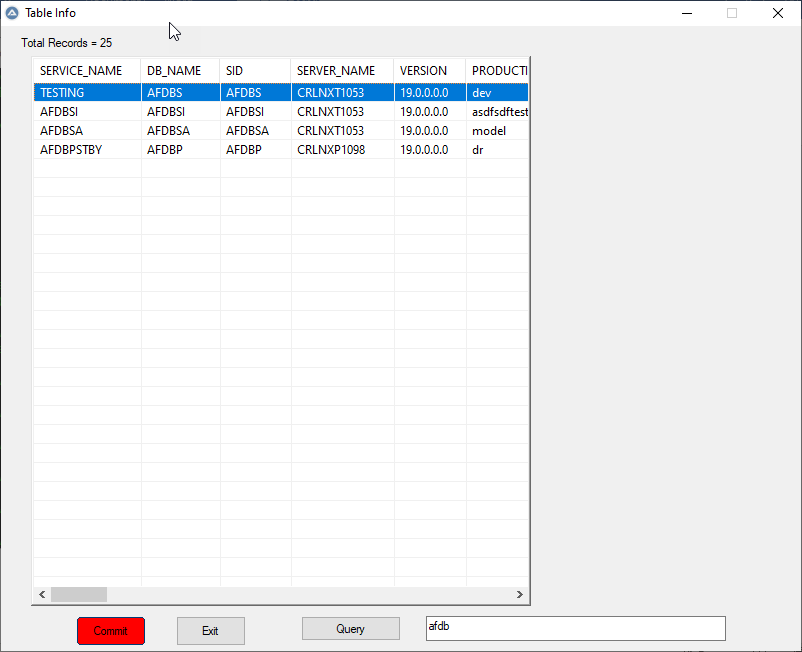 Table Info
Total Records = 25
SERVICE_NAME DB_NAME SID SERVER_NAME VERSION PRODUCTI
TESTING AFDBS AFDBS CRLNXT1053 19.0.0.0.0 dev
AFDBSI AFDBSI AFDBSI CRLNXT1053 19.0.0.0.0 asdfsdftest
AFDBSA AFDBSA AFDBSA CRLNXT1053 19.0.0.0.0 model
AFDBPSTBY AFDBP AFDBP CRLNXP1098 19.0.0.0.0 dr
Commit Exit Query afdb